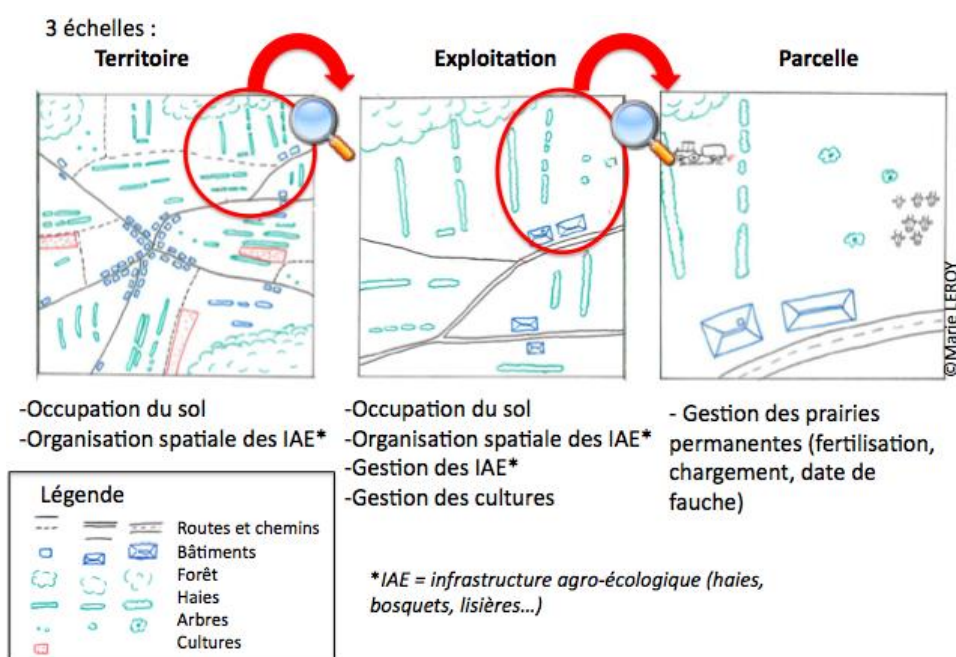 3 échelles :
Territoire
Exploitation
Parcelle
-Occupation du sol
-Organisation spatiale des IAE*
-Occupation du sol
-Organisation spatiale des IAE*
-Gestion des IAE*
-Gestion des cultures
- Gestion des prairies
permanentes (fertilisation,
chargement, date de
fauche)
©Marie LEROY
Légende
Routes et chemins
Bâtiments
Forêt
Haies
Arbres
Cultures
*IAE = infrastructure agro-écologique (haies,
bosquets, lisières...)